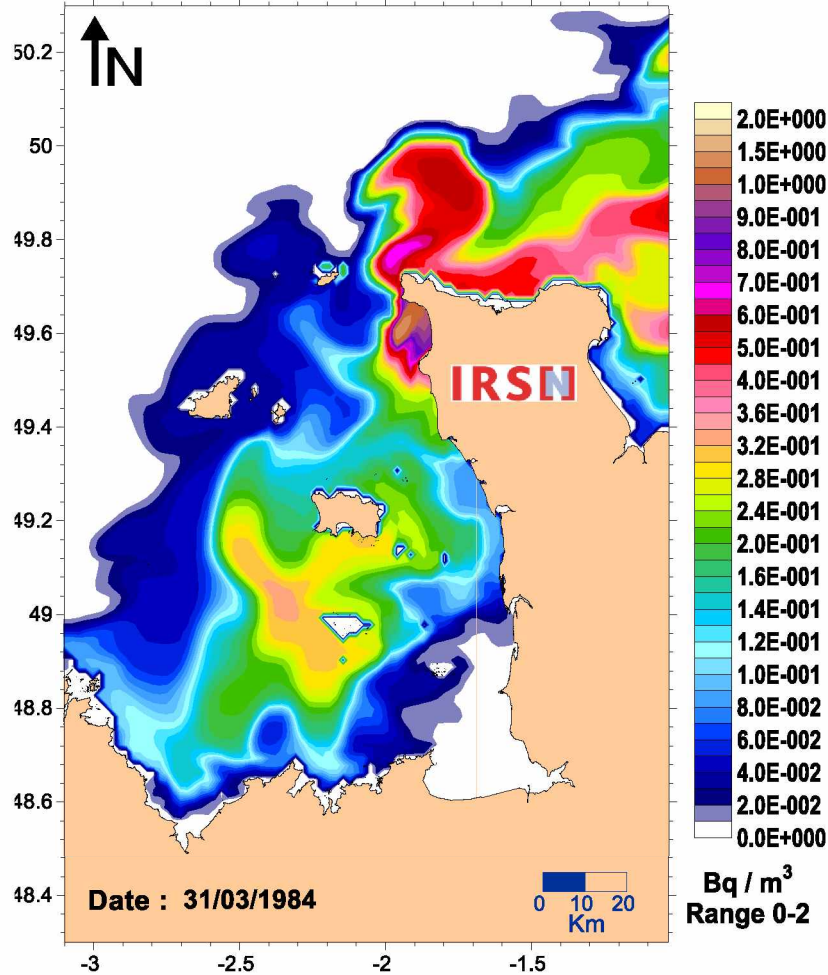 N
50.2
50
49.8
49.6
49.4
49.2
49
48.8
48.6
48.4
-3
-2.5
-2
-1.5
IRSN
Date : 31/03/1984
0 10 20
Km
2.0E+000
1.5E+000
1.0E+000
9.0E-001
8.0E-001
7.0E-001
6.0E-001
5.0E-001
4.0E-001
3.6E-001
3.2E-001
2.8E-001
2.4E-001
2.0E-001
1.6E-001
1.2E-001
1.0E-001
8.0E-002
6.0E-002
4.0E-002
2.0E-002
0.0E+000
Bq / m³
Range 0-2